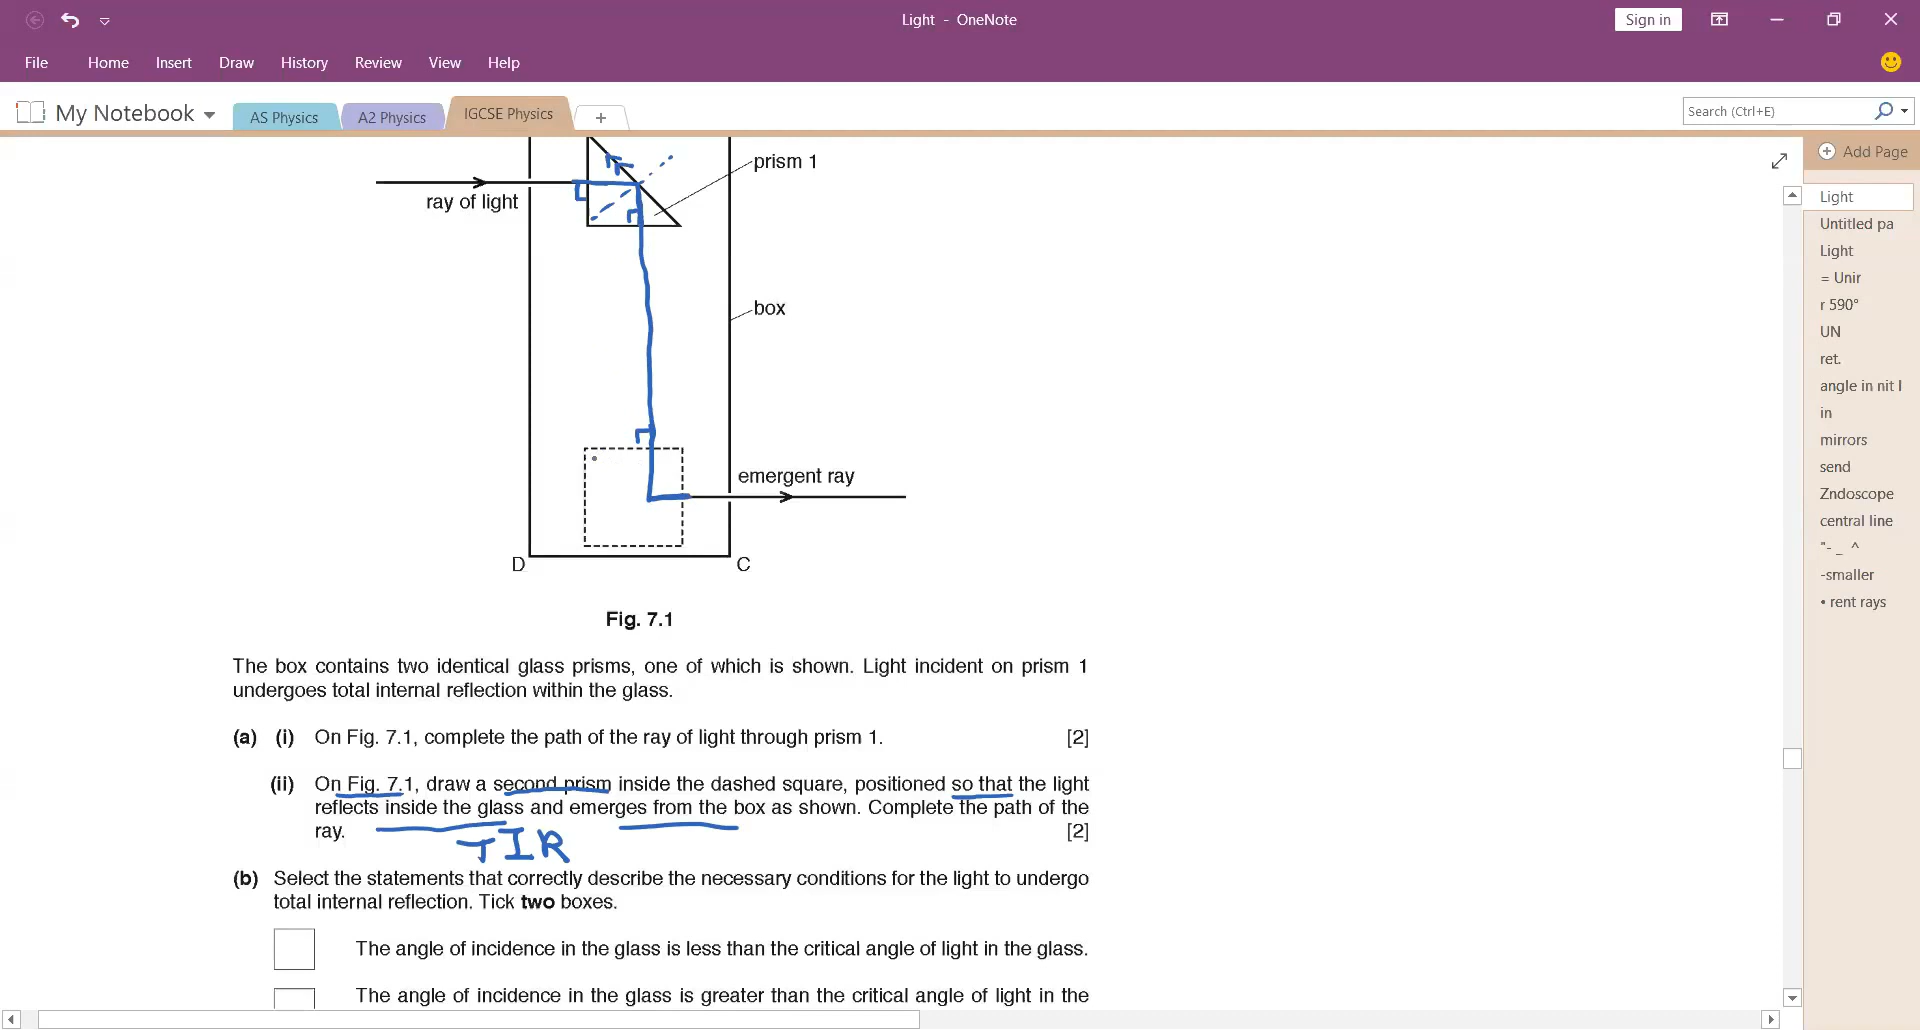 Light - OneNote
Sign in
File Home Insert Draw History Review View Help
My Notebook
AS Physics
A2 Physics
IGCSE Physics
+
Search (Ctrl+E)
Add Page
Light
Untitled pa
Light
= Unir
r 590°
UN
ret.
angle in nit I
in
mirrors
send
Zndoscope
central line
"- _ ^
-smaller
• rent rays
prism 1
ray of light
box
emergent ray
D
C
Fig. 7.1
The box contains two identical glass prisms, one of which is shown. Light incident on prism 1
undergoes total internal reflection within the glass.
(a) (i) On Fig. 7.1, complete the path of the ray of light through prism 1. [2]
(ii) On Fig. 7.1, draw a second prism inside the dashed square, positioned so that the light
reflects inside the glass and emerges from the box as shown. Complete the path of the
ray. [2]
TIR
(b) Select the statements that correctly describe the necessary conditions for the light to undergo
total internal reflection. Tick two boxes.
The angle of incidence in the glass is less than the critical angle of light in the glass.
The angle of incidence in the glass is greater than the critical angle of light in the